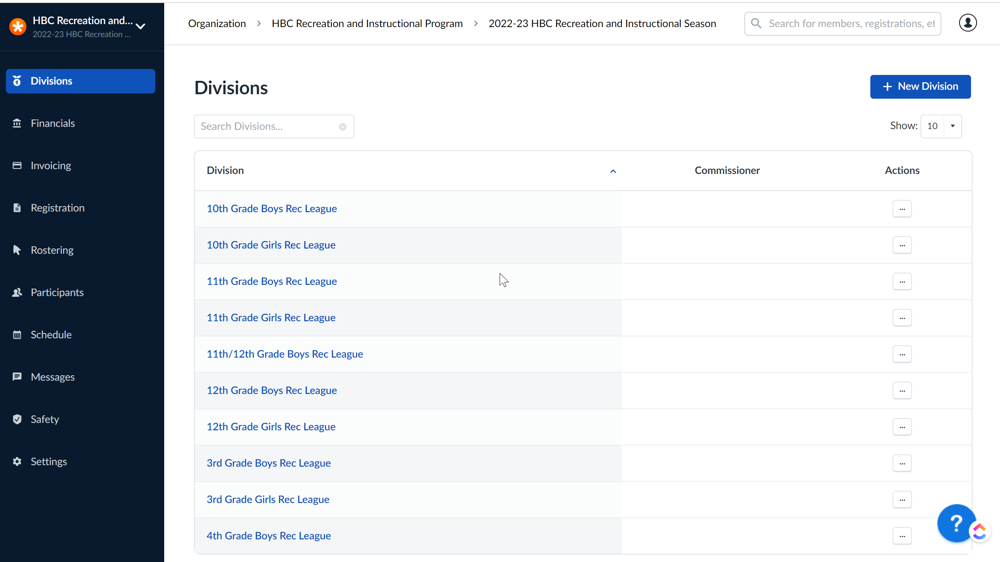 HBC Recreation and...
2022-23 HBC Recreation ...
Divisions
Financials
Invoicing
Registration
Rostering
Participants
Schedule
Messages
Safety
Settings
Organization > HBC Recreation and Instructional Program > 2022-23 HBC Recreation and Instructional Season
Search for members, registrations, et
Divisions
+ New Division
Search Divisions...
Show: 10
Division Commissioner Actions
10th Grade Boys Rec League ...
10th Grade Girls Rec League ...
11th Grade Boys Rec League ...
11th Grade Girls Rec League ...
11th/12th Grade Boys Rec League ...
12th Grade Boys Rec League ...
12th Grade Girls Rec League ...
3rd Grade Boys Rec League ...
3rd Grade Girls Rec League ...
4th Grade Boys Rec League ...
?